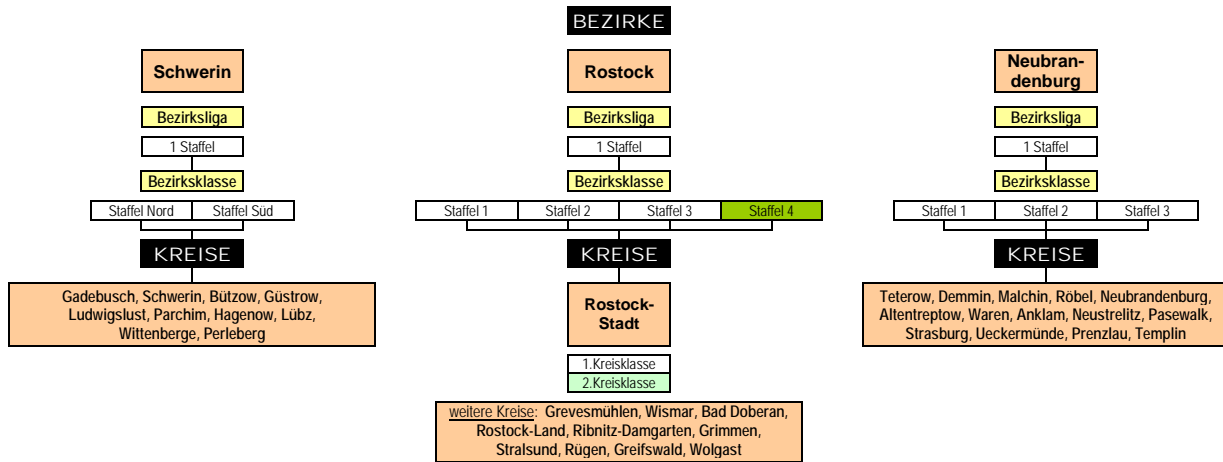 BEZIRKE
Schwerin
Rostock
Neubran-
denburg
Bezirksliga
Bezirksliga
Bezirksliga
1 Staffel
1 Staffel
1 Staffel
Bezirksklasse
Bezirksklasse
Bezirksklasse
Staffel Nord
Staffel Süd
Staffel 1
Staffel 2
Staffel 3
Staffel 4
Staffel 1
Staffel 2
Staffel 3
KREISE
KREISE
KREISE
Gadebusch, Schwerin, Bützow, Güstrow,
Ludwigslust, Parchim, Hagenow, Lübz,
Wittenberge, Perleberg
Rostock-
Stadt
Teterow, Demmin, Malchin, Röbel, Neubrandenburg,
Altentreptow, Waren, Anklam, Neustrelitz, Pasewalk,
Strasburg, Ueckermünde, Prenzlau, Templin
1.Kreisklasse
2.Kreisklasse
weitere Kreise: Grevesmühlen, Wismar, Bad Doberan,
Rostock-Land, Ribnitz-Damgarten, Grimmen,
Stralsund, Rügen, Greifswald, Wolgast